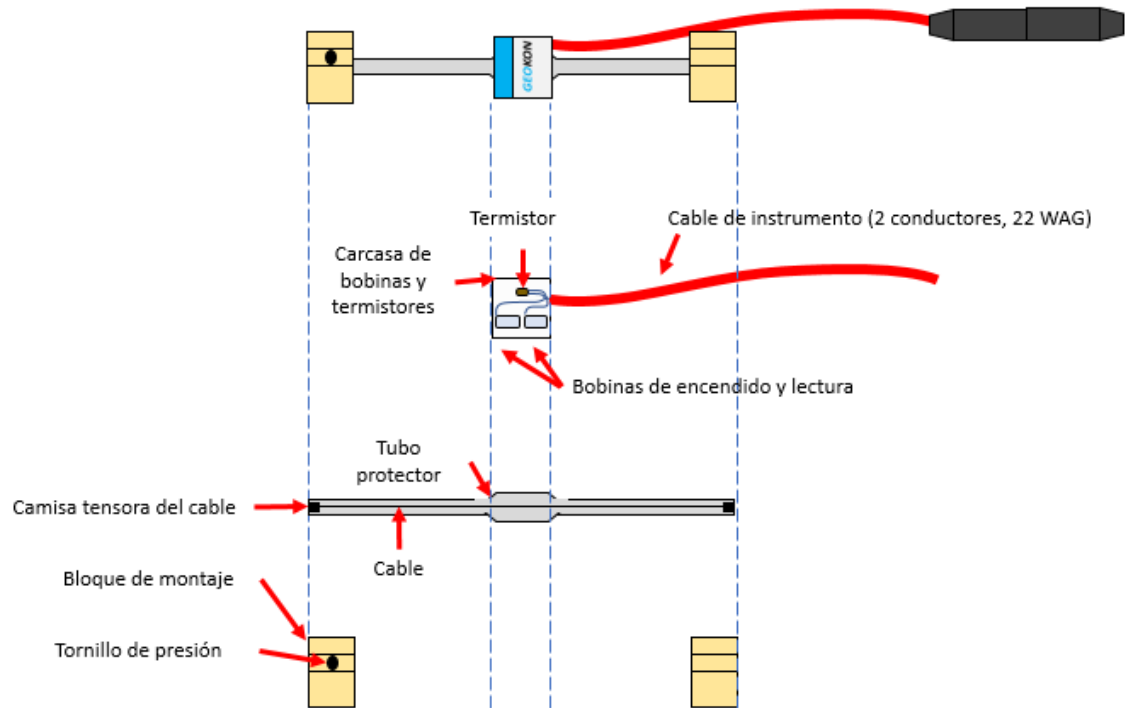 GEOKON
Termistor
Cable de instrumento (2 conductores, 22 WAG)
Carcasa de
bobinas y
termistores
Bobinas de encendido y lectura
Tubo
protector
Camisa tensora del cable
Cable
Bloque de montaje
Tornillo de presión